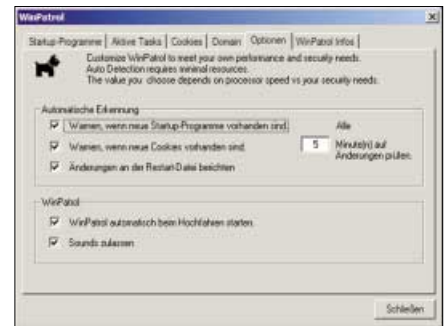 WinPatrol
Startup-Programme
Aktive Tasks
Cookies
Domain
Optionen
WinPatrol Infos
Customize WinPatrol to meet your own performance and security needs.
Auto Detection requires minimal resources.
The value you choose depends on processor speed vs your security needs.
Automatische Erkennung
Warnen, wenn neue Startup-Programme vorhanden sind.
Alle
Warnen, wenn neue Cookies vorhanden sind.
5
Minute(n) auf
Änderungen prüfen.
Änderungen an der Restart-Datei berichten
WinPatrol
WinPatrol automatisch beim Hochfahren starten.
Sounds zulassen
Schließen